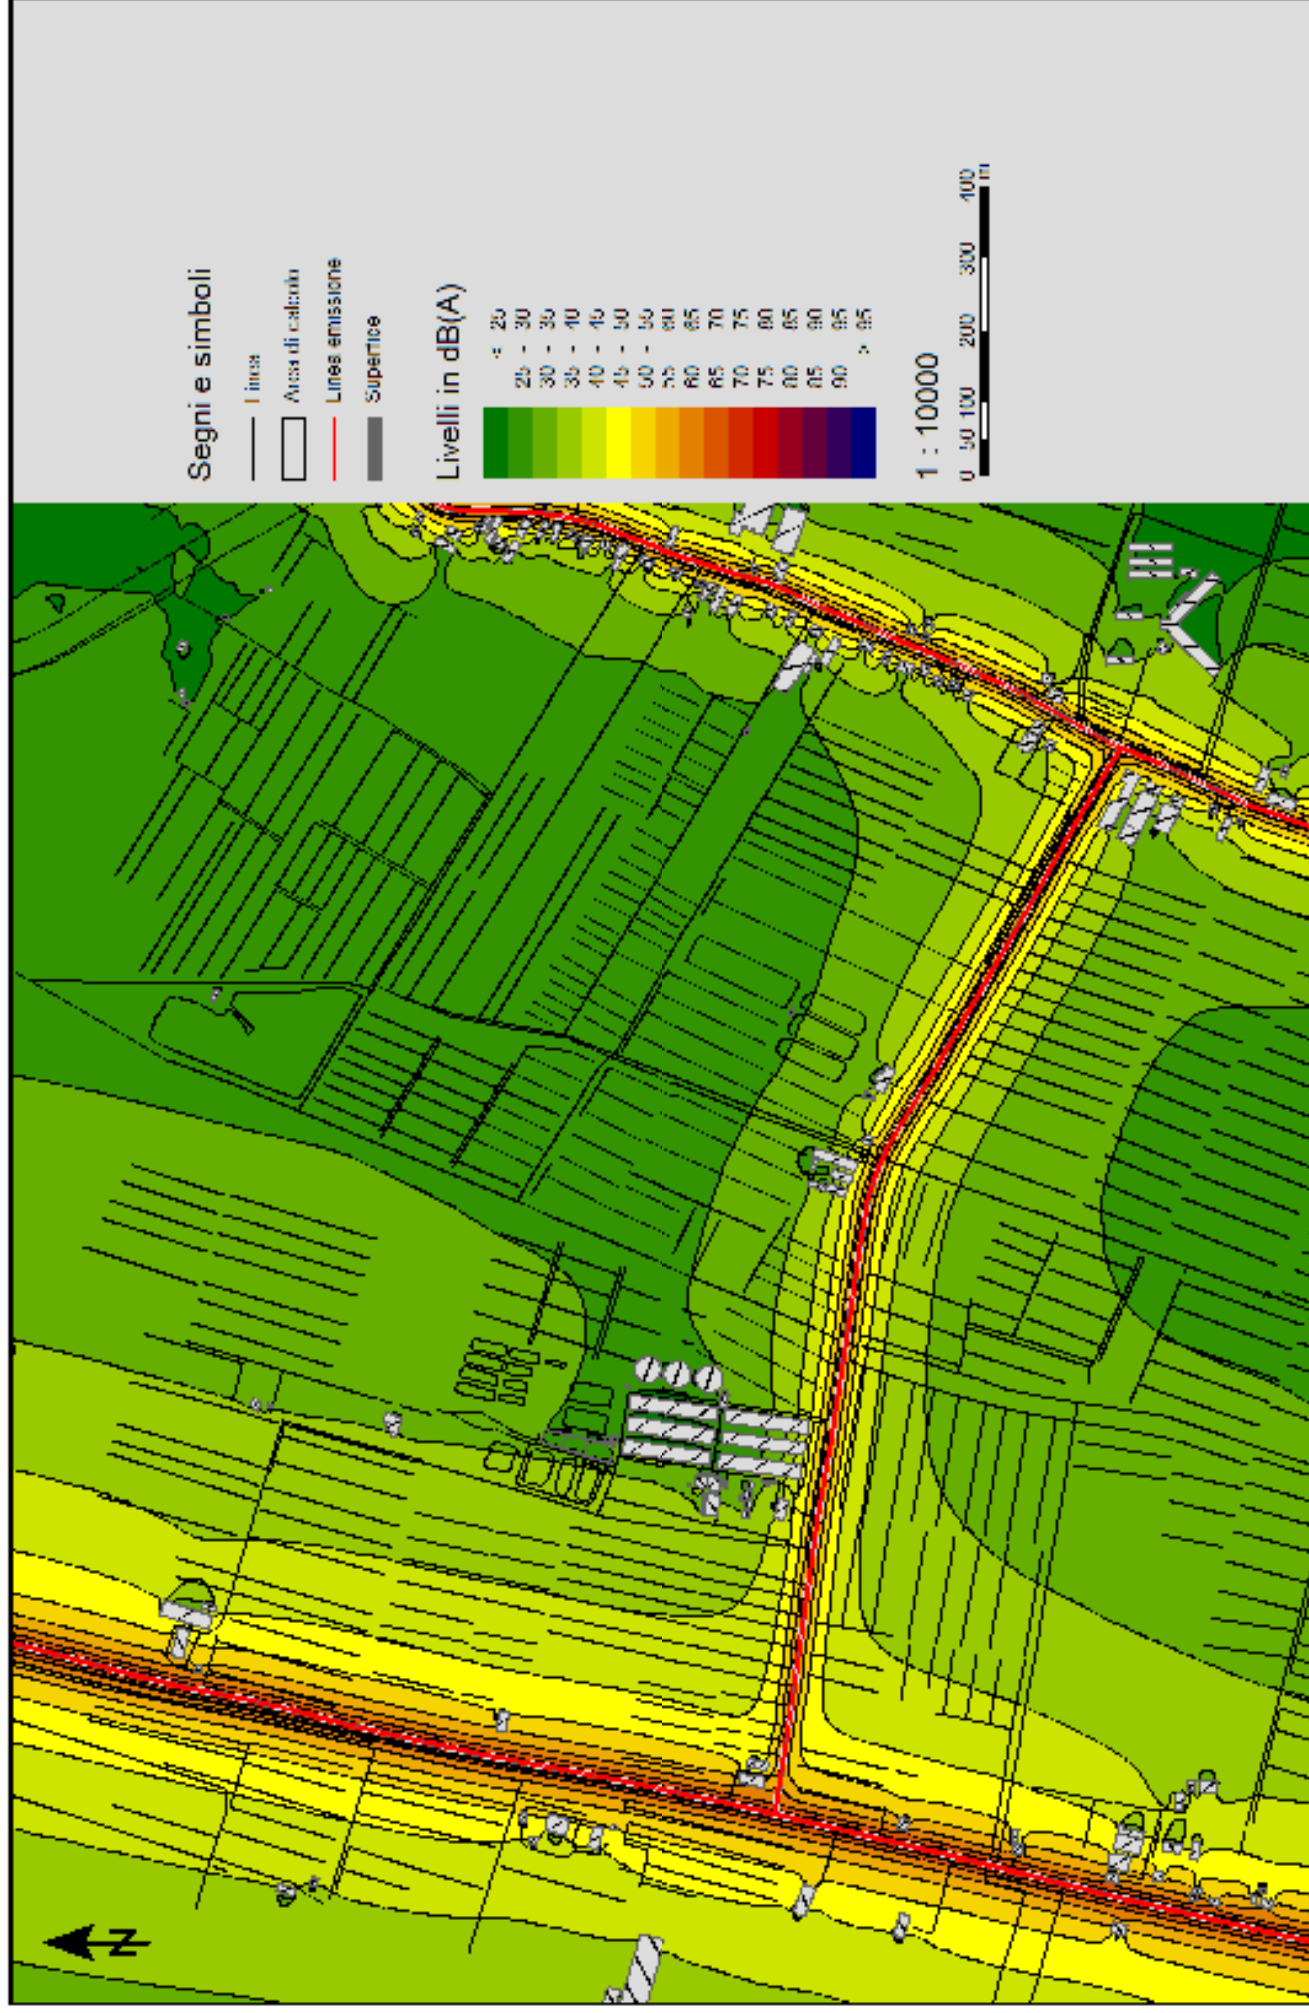 Segni e simboli
Linea
Area di calcolo
Linea emissione
Superfice
Livelli in dB(A)
< 25
25 - 30
30 - 35
35 - 40
40 - 45
45 - 50
50 - 55
55 - 60
60 - 65
65 - 70
70 - 75
75 - 80
80 - 85
85 - 90
90 - 95
> 95
1 : 10000
0 50 100 200 300 400
m
N